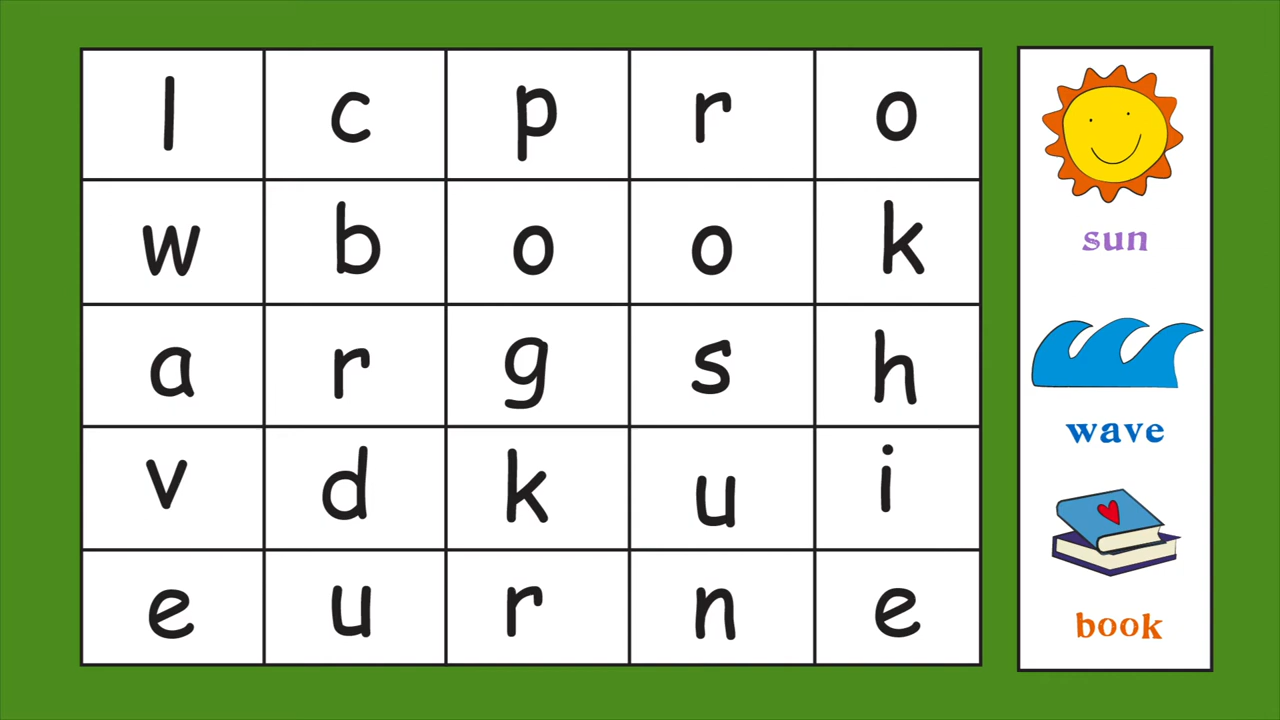 l c p r o
w b o o k
a r g s h
v d k u i
e u r n e
sun
wave
book